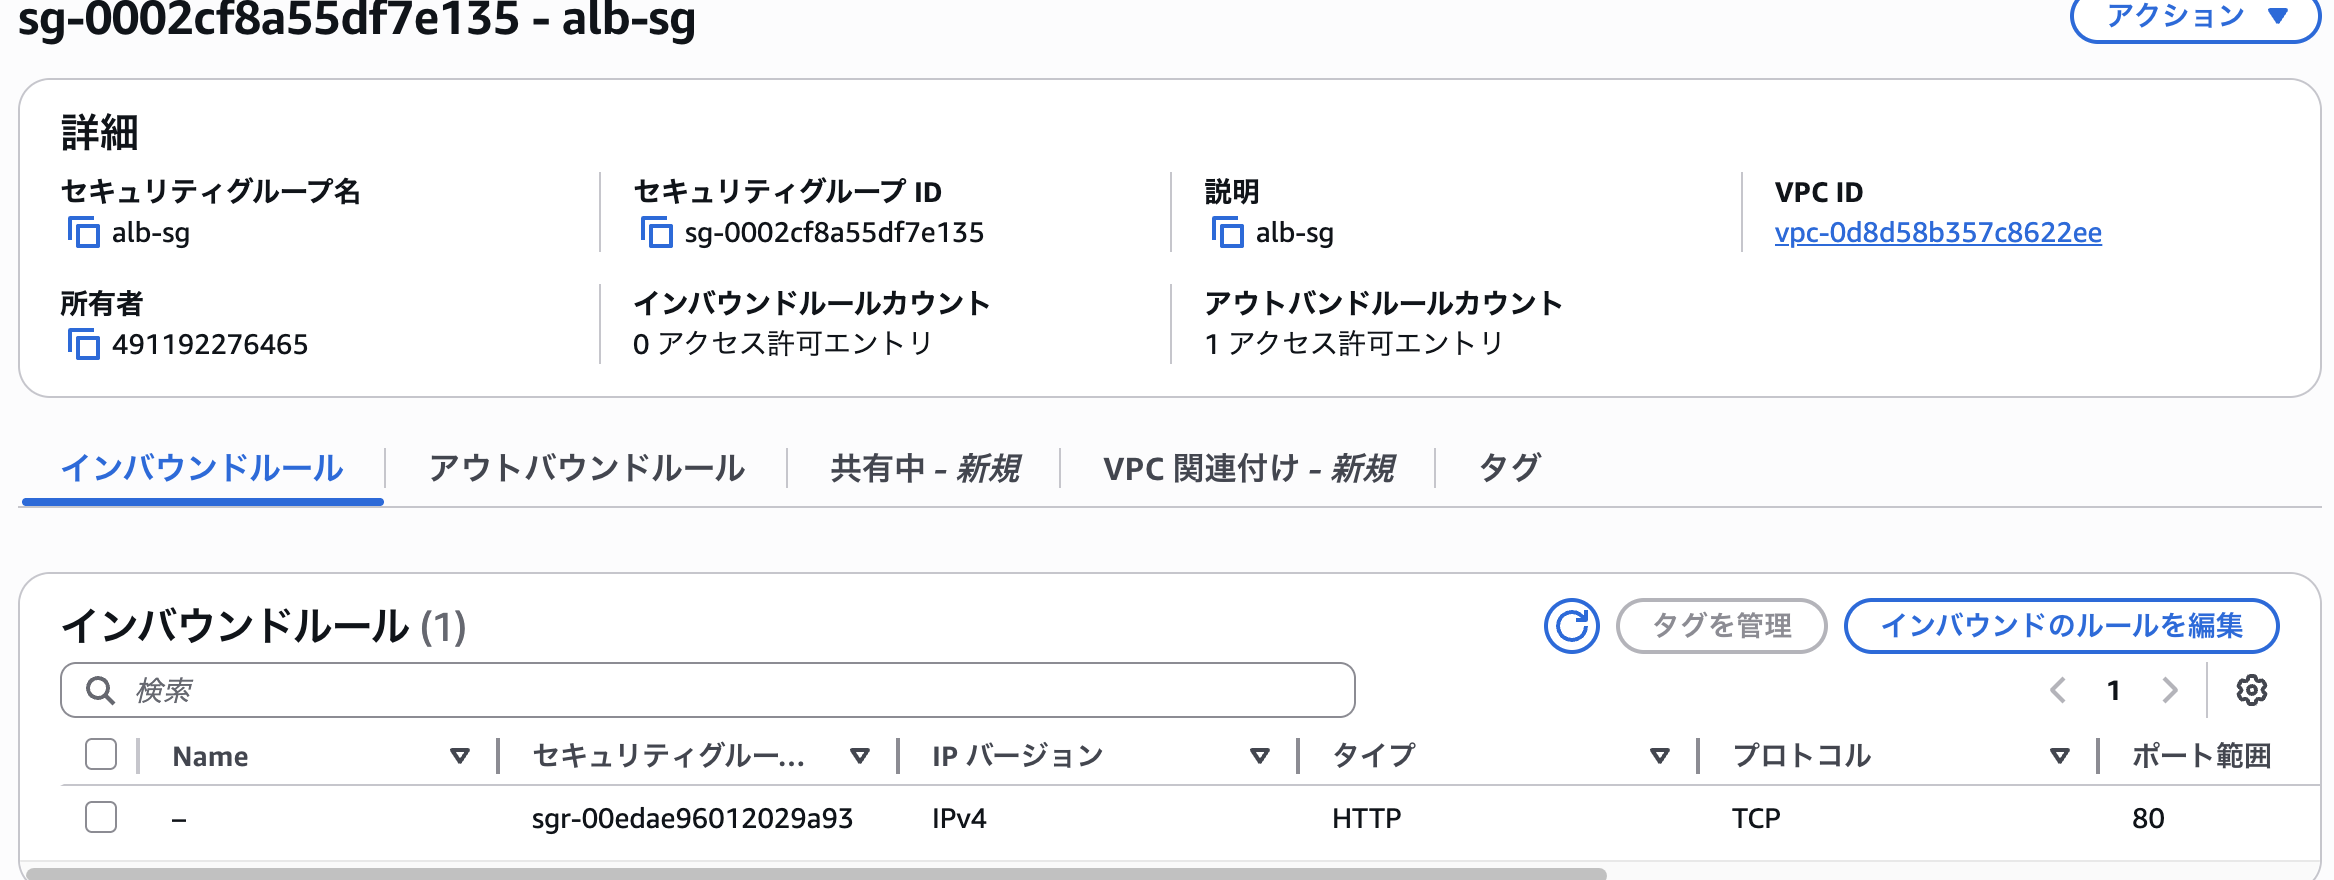 sg-0002cf8a55df7e135 - alb-sg
アクション
詳細
セキュリティグループ名
alb-sg
セキュリティグループ ID
sg-0002cf8a55df7e135
説明
alb-sg
VPC ID
vpc-0d8d58b357c8622ee
所有者
491192276465
インバウンドルールカウント
0 アクセス許可エントリ
アウトバンドルールカウント
1 アクセス許可エントリ
インバウンドルール
アウトバウンドルール
共有中 - 新規
VPC 関連付け - 新規
タグ
インバウンドルール (1)
タグを管理
インバウンドのルールを編集
検索
1
Name
セキュリティグルー...
IP バージョン
タイプ
プロトコル
ポート範囲
–
sgr-00edae96012029a93
IPv4
HTTP
TCP
80